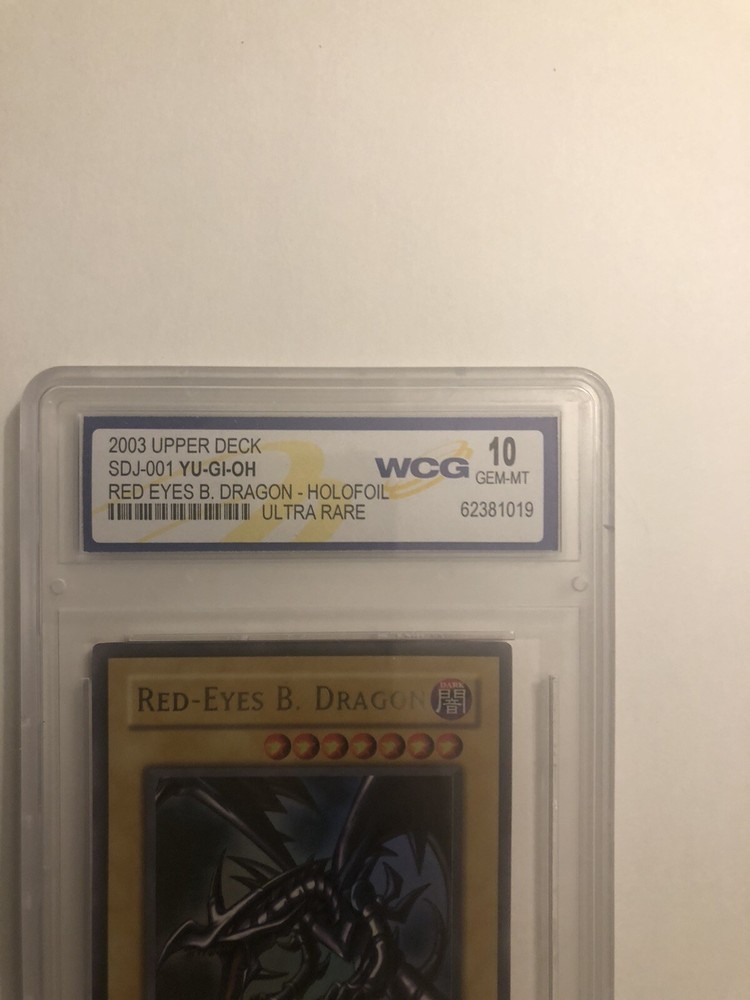 2003 UPPER DECK
SDJ-001 YU-GI-OH
RED EYES B. DRAGON - HOLOFOIL
ULTRA RARE
WCG 10
GEM-MT
62381019
RED-EYES B. DRAGON
DARK
闇